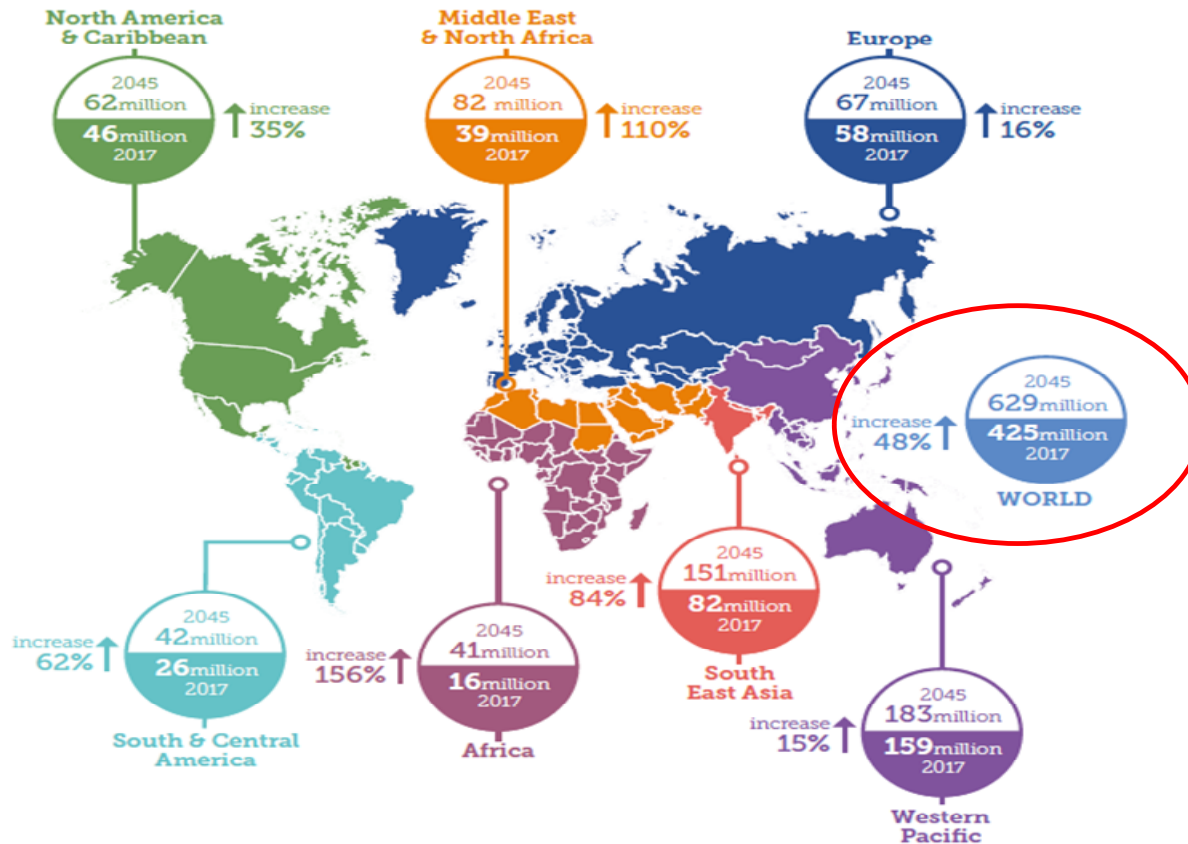 North America
& Caribbean
2045
62million
46million
2017
increase
35%
Middle East
& North Africa
2045
82 million
39million
2017
increase
110%
Europe
2045
67million
58million
2017
increase
16%
increase
48%
2045
629million
425million
2017
WORLD
increase
62%
2045
42million
26million
2017
South & Central
America
increase
156%
2045
41million
16million
2017
Africa
increase
84%
2045
151million
82million
2017
South
East Asia
increase
15%
2045
183million
159million
2017
Western
Pacific